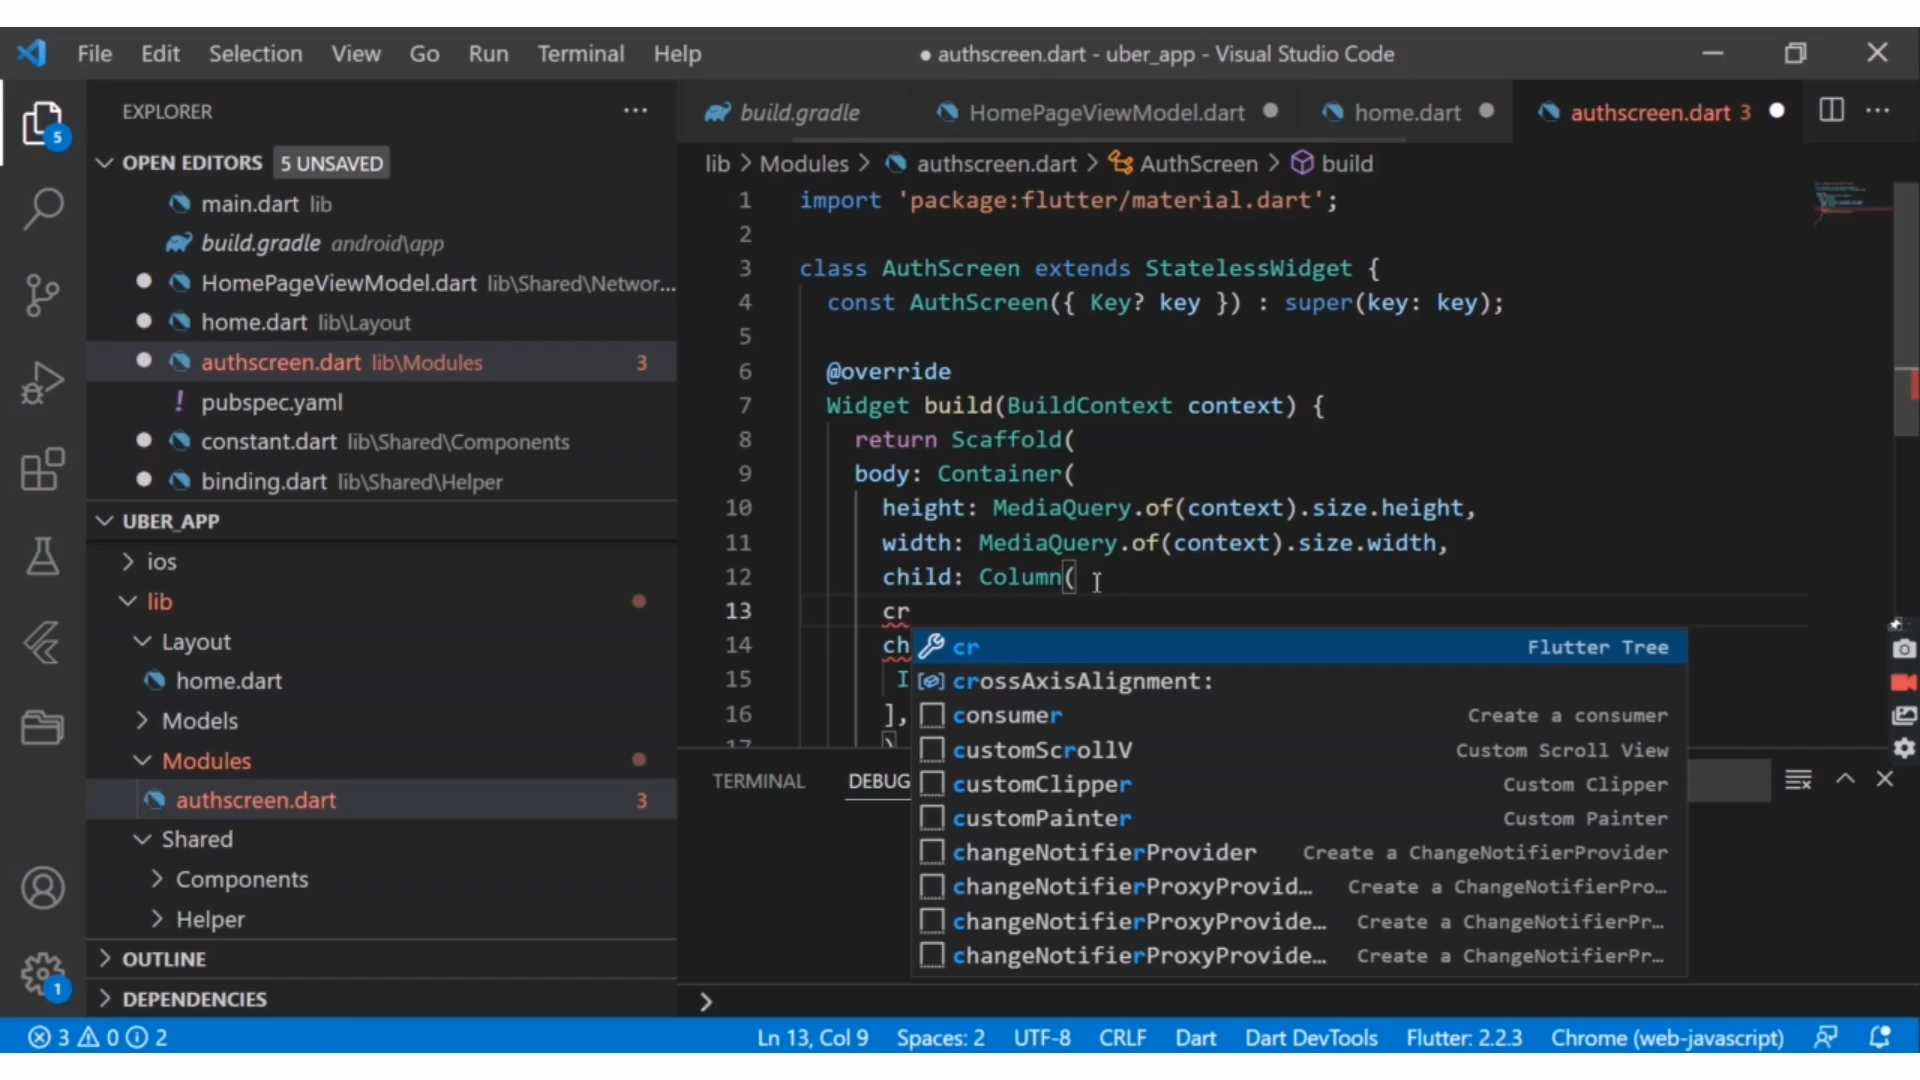 File Edit Selection View Go Run Terminal Help
● authscreen.dart - uber_app - Visual Studio Code
5
EXPLORER
OPEN EDITORS 5 UNSAVED
main.dart lib
build.gradle android\app
HomePageViewModel.dart lib\Shared\Networ...
home.dart lib\Layout
authscreen.dart lib\Modules 3
pubspec.yaml
constant.dart lib\Shared\Components
binding.dart lib\Shared\Helper
UBER_APP
ios
lib
Layout
home.dart
Models
Modules
authscreen.dart 3
Shared
Components
Helper
OUTLINE
DEPENDENCIES
1
build.gradle HomePageViewModel.dart home.dart authscreen.dart 3
lib > Modules > authscreen.dart > AuthScreen > build
1 import 'package:flutter/material.dart';
2
3 class AuthScreen extends StatelessWidget {
4 const AuthScreen({ Key? key }) : super(key: key);
5
6 @override
7 Widget build(BuildContext context) {
8 return Scaffold(
9 body: Container(
10 height: MediaQuery.of(context).size.height,
11 width: MediaQuery.of(context).size.width,
12 child: Column(
13 cr
14 ch
15 I
16 ],
17 )
cr Flutter Tree
crossAxisAlignment:
consumer Create a consumer
customScrollV Custom Scroll View
customClipper Custom Clipper
customPainter Custom Painter
changeNotifierProvider Create a ChangeNotifierProvider
changeNotifierProxyProvid... Create a ChangeNotifierPro...
changeNotifierProxyProvide... Create a ChangeNotifierPr...
changeNotifierProxyProvide... Create a ChangeNotifierPr...
TERMINAL DEBUG
3 0 2 Ln 13, Col 9 Spaces: 2 UTF-8 CRLF Dart Dart DevTools Flutter: 2.2.3 Chrome (web-javascript)